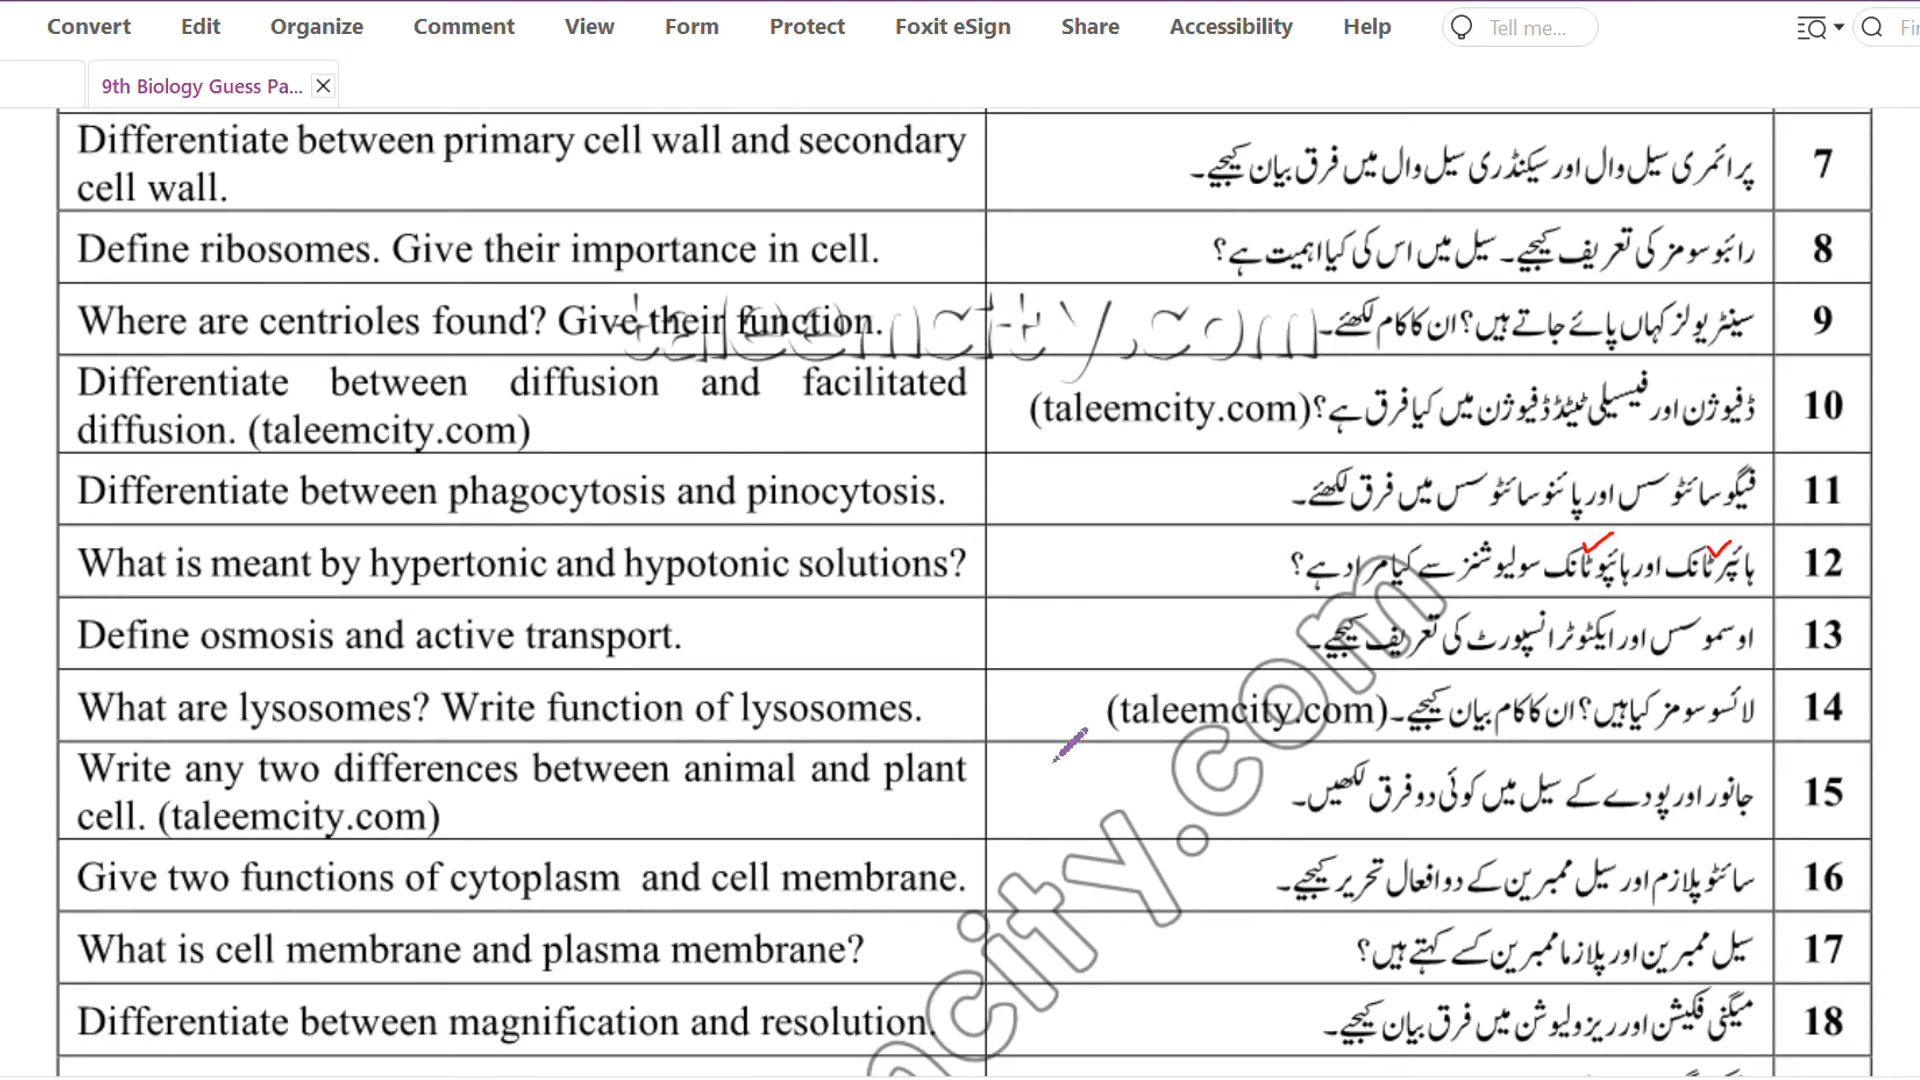 Convert Edit Organize Comment View Form Protect Foxit eSign Share Accessibility Help Tell me...
9th Biology Guess Pa...
Differentiate between primary cell wall and secondary
cell wall.
پرائمری سیل وال اور سیکنڈری سیل وال میں فرق بیان کیجیے۔
7
Define ribosomes. Give their importance in cell.
رائبوسومز کی تعریف کیجیے۔ سیل میں اس کی کیا اہمیت ہے؟
8
Where are centrioles found? Give their function.
سینٹریولز کہاں پائے جاتے ہیں؟ ان کا کام لکھئے۔
9
taleemcity.com
Differentiate between diffusion and facilitated
diffusion. (taleemcity.com)
ڈفیوژن اور فیسیلی ٹیٹڈ ڈفیوژن میں کیا فرق ہے؟ (taleemcity.com)
10
Differentiate between phagocytosis and pinocytosis.
فیگوسائٹوسس اور پائنوسائٹوسس میں فرق لکھئے۔
11
What is meant by hypertonic and hypotonic solutions?
ہائپرٹانک اور ہائپوٹانک سولیوشنز سے کیا مراد ہے؟
12
Define osmosis and active transport.
اوسموسس اور ایکٹو ٹرانسپورٹ کی تعریف کیجیے۔
13
What are lysosomes? Write function of lysosomes.
لائسوسومز کیا ہیں؟ ان کا کام بیان کیجیے۔ (taleemcity.com)
14
Write any two differences between animal and plant
cell. (taleemcity.com)
جانور اور پودے کے سیل میں کوئی دو فرق لکھیں۔
15
Give two functions of cytoplasm and cell membrane.
سائٹوپلازم اور سیل ممبرین کے دو افعال تحریر کیجیے۔
16
What is cell membrane and plasma membrane?
سیل ممبرین اور پلازما ممبرین کسے کہتے ہیں؟
17
Differentiate between magnification and resolution.
میگنی فکیشن اور ریزولیوشن میں فرق بیان کیجیے۔
18
ncity.com